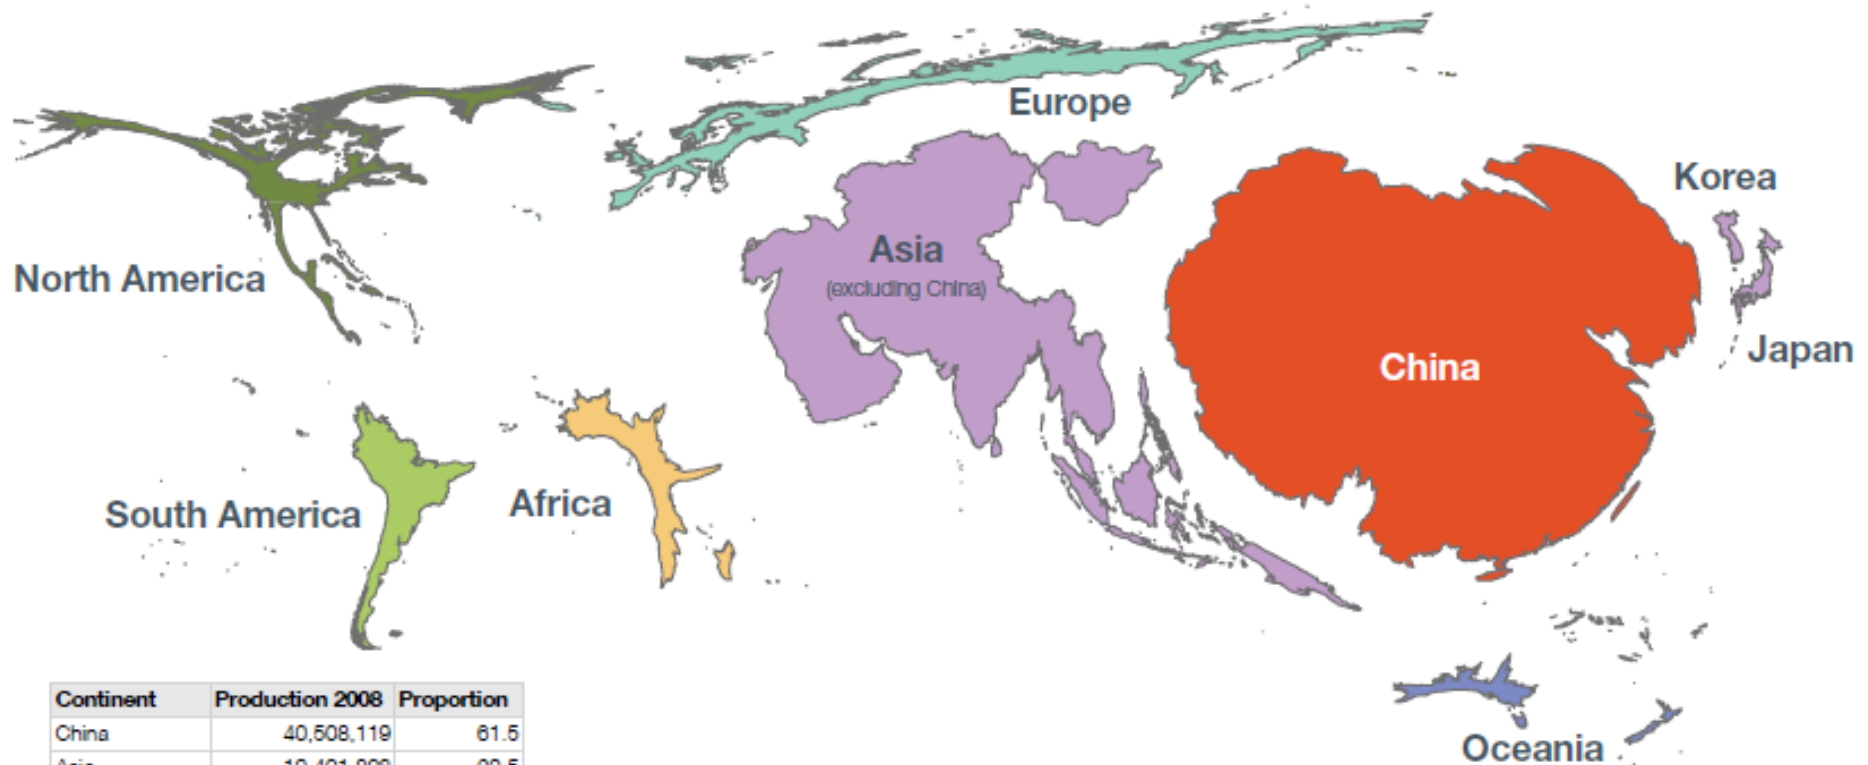 Europe
Korea
Asia
(excluding China)
North America
Japan
China
South America
Africa
Continent Production 2008 Proportion
China 40,508,119 61.5
Oceania